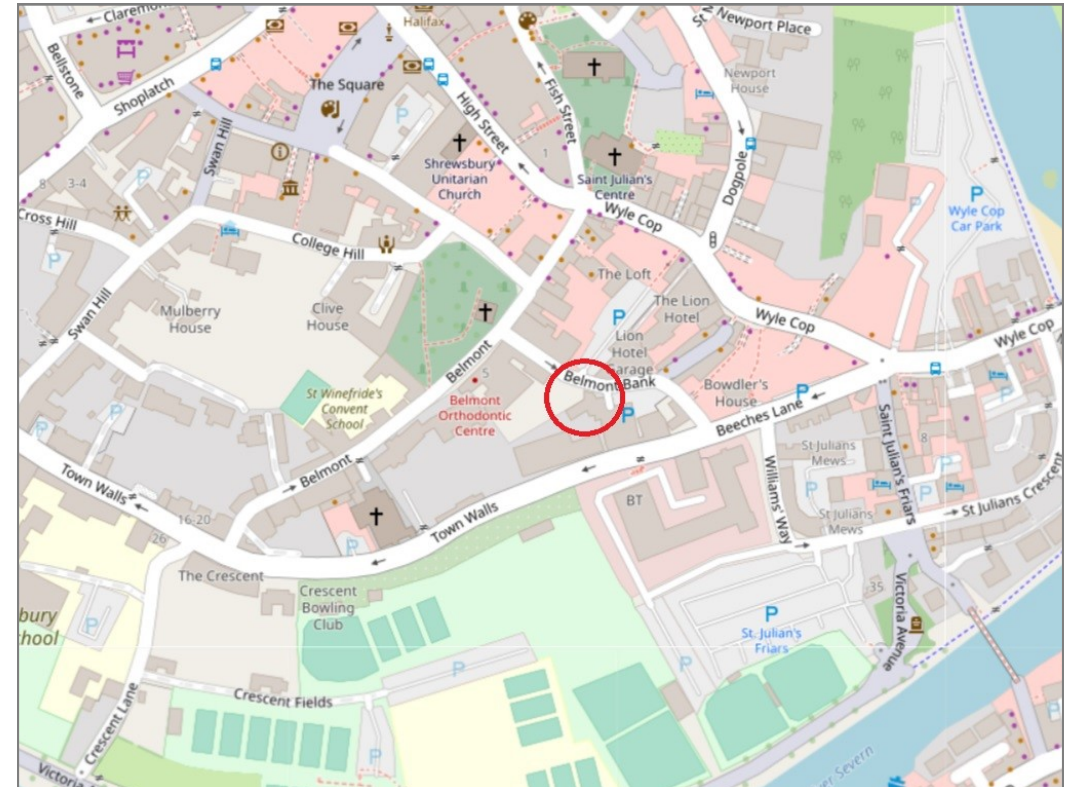 Claremont
Halifax
Newport Place
Bellstone
Shoplatch
The Square
High Street
Fish Street
Newport
House
Swan Hill
Shrewsbury
Unitarian
Church
1
Saint Julian's
Centre
Dogpole
8
3-4
Wyle Cop
Car Park
Cross Hill
College Hill
Wyle Cop
The Loft
Mulberry
House
Clive
House
The Lion
Hotel
Swan Hill
Wyle Cop
Wyle Cop
Lion
Hotel
Garage
Belmont
5
Belmont Bank
Bowdler's
House
St Winefride's
Convent
School
Belmont
Orthodontic
Centre
Beeches Lane
Saint Julian's Friars
8
St Julians
Mews
Town Walls
Belmont
Williams' Way
BT
St Julians
Mews
St Julians Crescent
16-20
26
Town Walls
The Crescent
Crescent
Bowling
Club
35
Victoria Avenue
bury
hool
St. Julian's
Friars
Crescent Lane
Crescent Fields
Victoria
er Severn